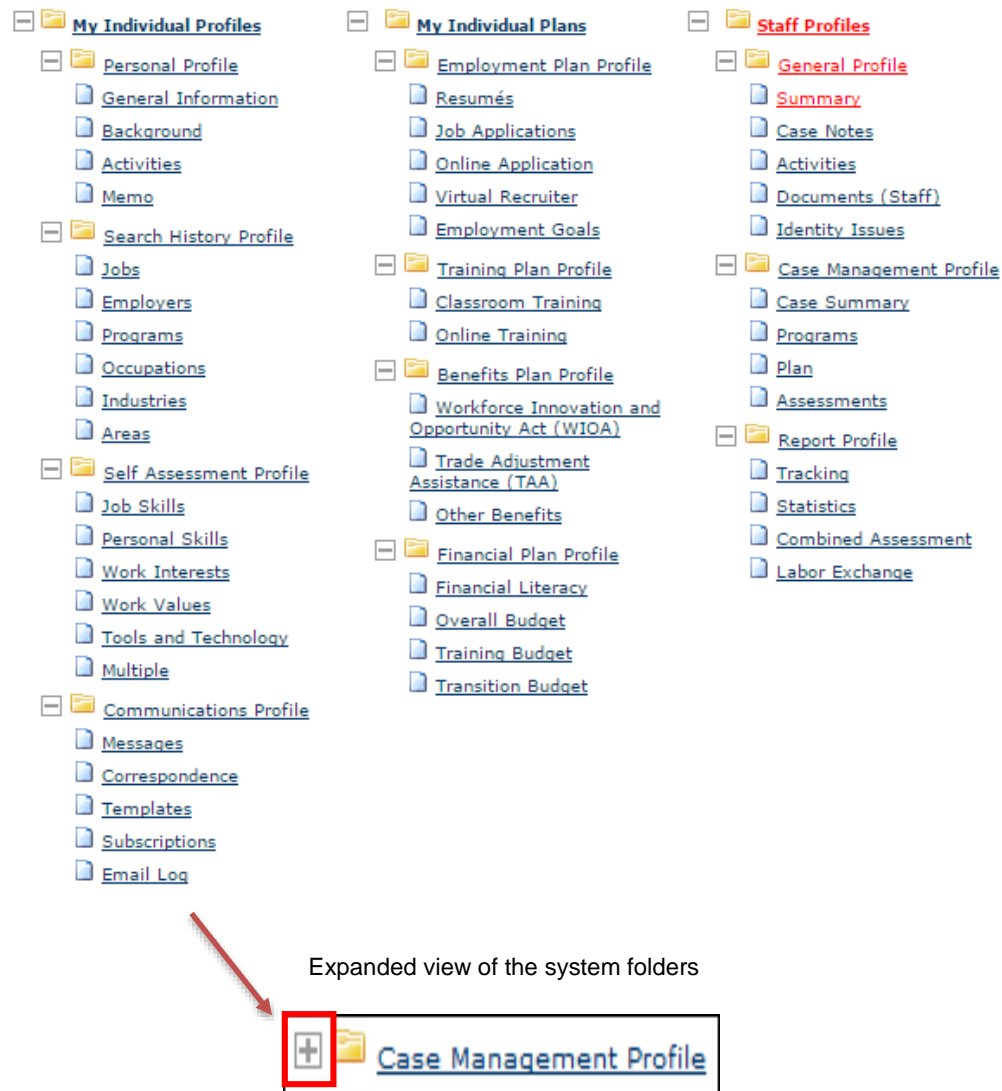 My Individual Profiles
Personal Profile
General Information
Background
Activities
Memo
Search History Profile
Jobs
Employers
Programs
Occupations
Industries
Areas
Self Assessment Profile
Job Skills
Personal Skills
Work Interests
Work Values
Tools and Technology
Multiple
Communications Profile
Messages
Correspondence
Templates
Subscriptions
Email Log
My Individual Plans
Employment Plan Profile
Resumés
Job Applications
Online Application
Virtual Recruiter
Employment Goals
Training Plan Profile
Classroom Training
Online Training
Benefits Plan Profile
Workforce Innovation and
Opportunity Act (WIOA)
Trade Adjustment
Assistance (TAA)
Other Benefits
Financial Plan Profile
Financial Literacy
Overall Budget
Training Budget
Transition Budget
Staff Profiles
General Profile
Summary
Case Notes
Activities
Documents (Staff)
Identity Issues
Case Management Profile
Case Summary
Programs
Plan
Assessments
Report Profile
Tracking
Statistics
Combined Assessment
Labor Exchange
Expanded view of the system folders
Case Management Profile